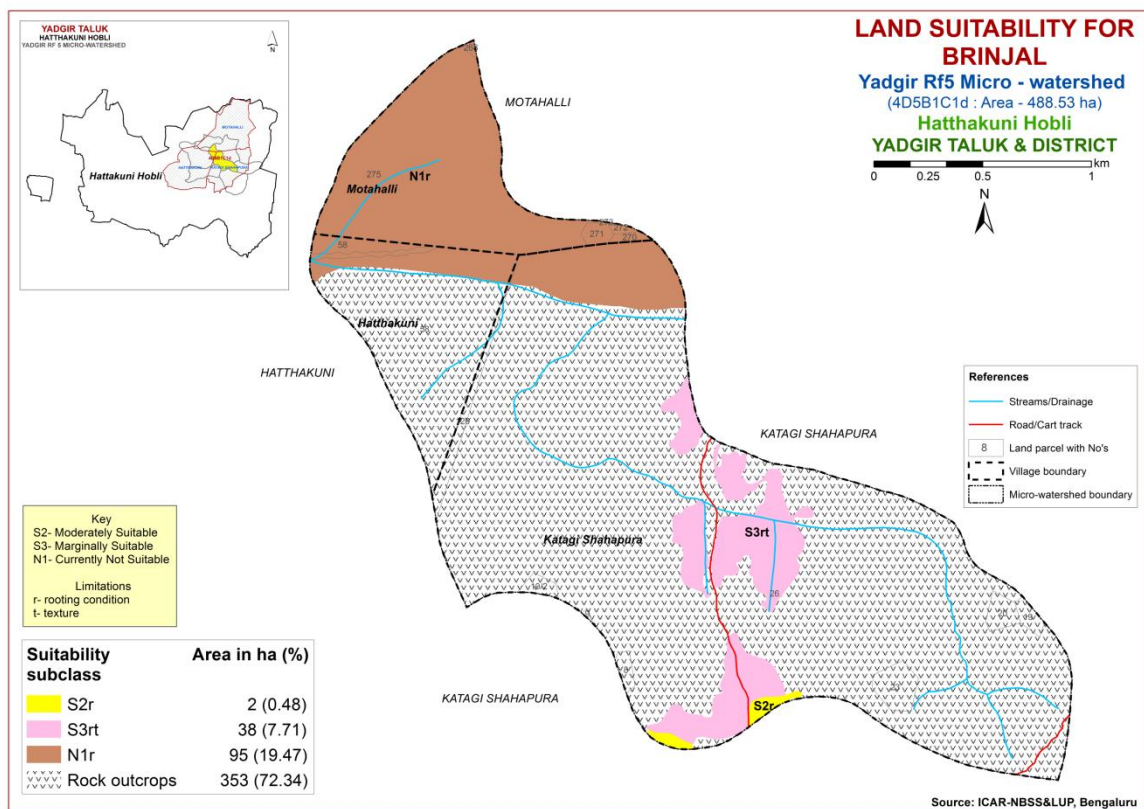 YADGIR TALUK
HATTHAKUNI HOBLI
YADGIR RF 5 MICRO-WATERSHED
N
MOTAHALLI
Hattakuni Hobli
LAND SUITABILITY FOR
BRINJAL
Yadgir Rf5 Micro - watershed
(4D5B1C1d : Area - 488.53 ha)
Hatthakuni Hobli
YADGIR TALUK & DISTRICT
km
0 0.25 0.5 1
N
MOTAHALLI
275
N1r
Motahalli
58
271
272
270
Hatthakuni
HATTHAKUNI
KATAGI SHAHAPURA
S3rt
Katagi Shahapura
26
S2r
KATAGI SHAHAPURA
References
Streams/Drainage
Road/Cart track
8 Land parcel with No's
Village boundary
Micro-watershed boundary
Key
S2- Moderately Suitable
S3- Marginally Suitable
N1- Currently Not Suitable
Limitations
r- rooting condition
t- texture
Suitability subclass Area in ha (%)
S2r 2 (0.48)
S3rt 38 (7.71)
N1r 95 (19.47)
Rock outcrops 353 (72.34)
Source: ICAR-NBSS&LUP, Bengaluru